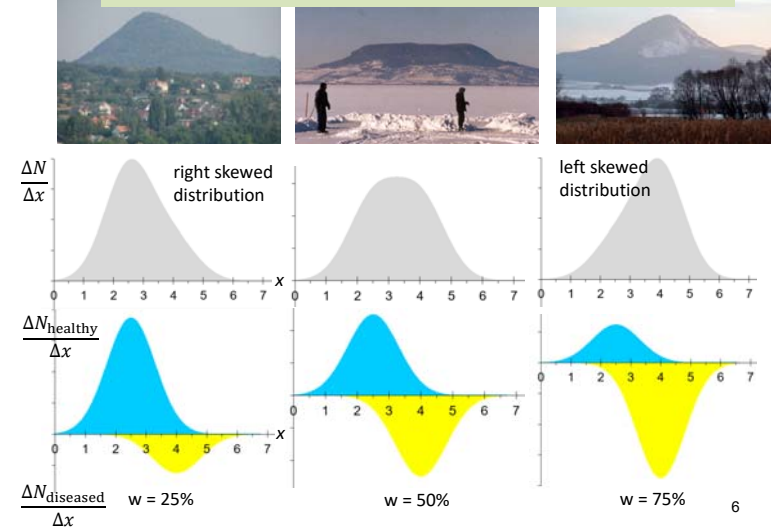 ΔN
Δx
right skewed
distribution
left skewed
distribution
0 1 2 3 4 5 6 7 x
0 1 2 3 4 5 6 7
0 1 2 3 4 5 6 7
ΔN_healthy
Δx
0 1 2 3 4 5 6 7 x
0 1 2 3 4 5 6 7
0 1 2 3 4 5 6 7
ΔN_diseased
Δx
w = 25%
w = 50%
w = 75%
6